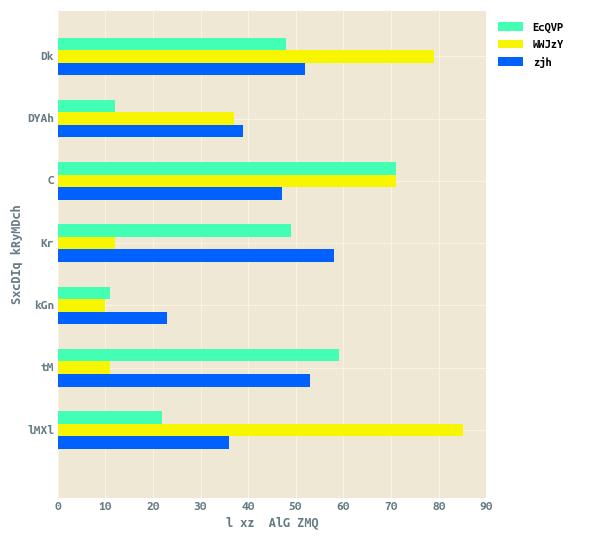 EcQVP
WWJzY
zjh
Dk
DYAh
C
Kr
kGn
tM
lMXl
SxcDIq kRyMDch
0 10 20 30 40 50 60 70 80 90
l xz  AlG ZMQ